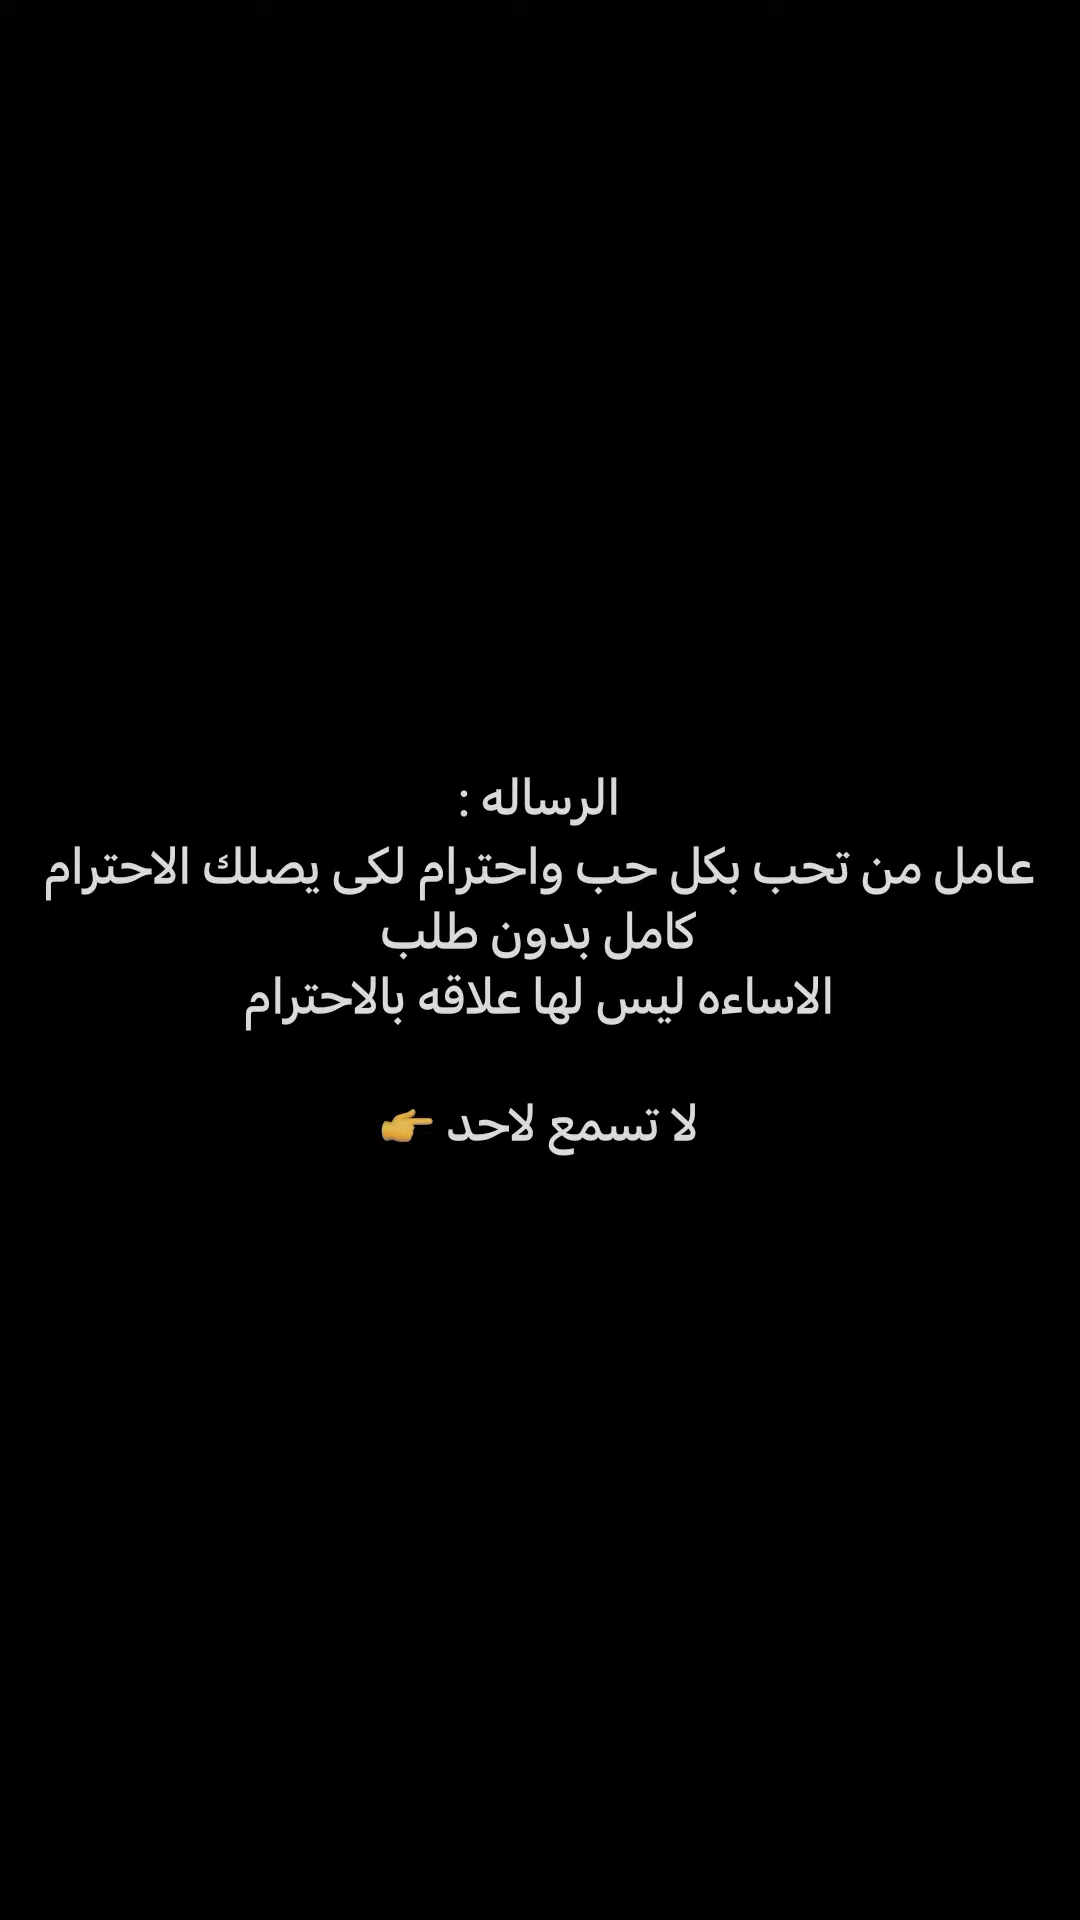 الرساله :
عامل من تحب بكل حب واحترام لكى يصلك الاحترام
كامل بدون طلب
الاساءه ليس لها علاقه بالاحترام
لا تسمع لاحد 👉